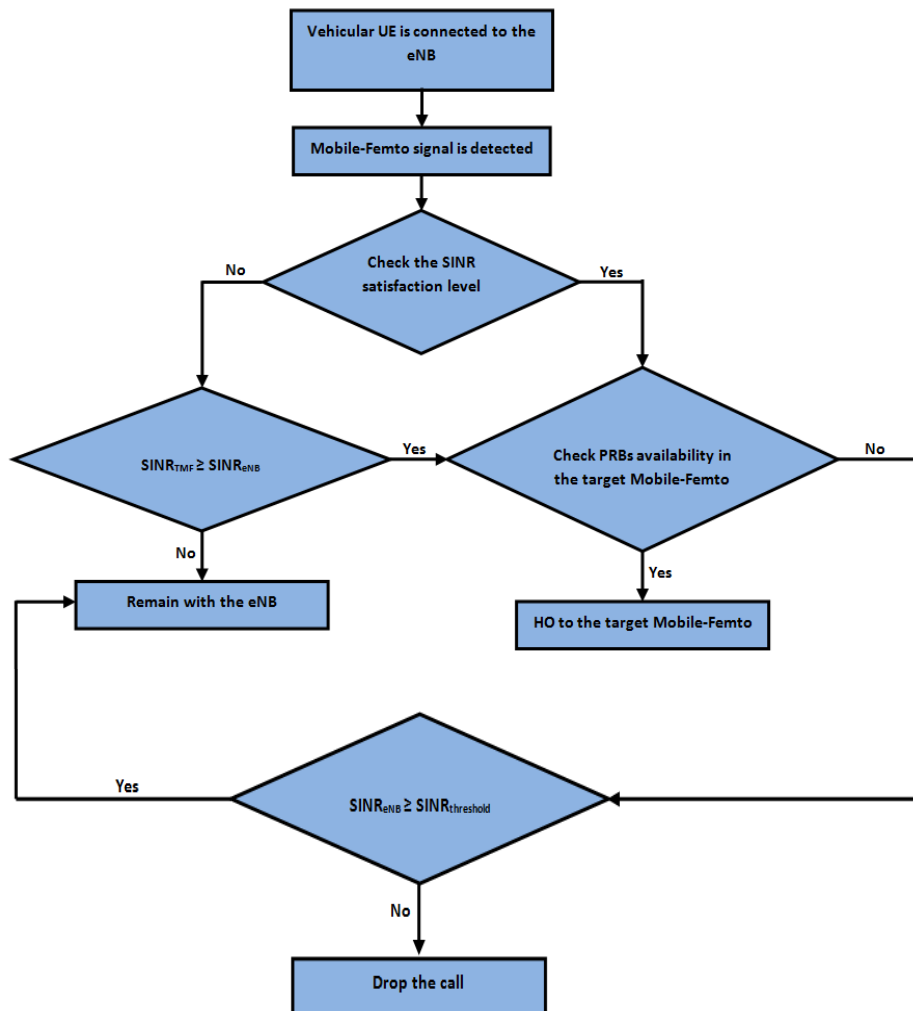 Vehicular UE is connected to the
eNB
Mobile-Femto signal is detected
No
Check the SINR
satisfaction level
Yes
SINRTMF ≥ SINReNB
Yes
Check PRBs availability in
the target Mobile-Femto
No
No
Yes
Remain with the eNB
HO to the target Mobile-Femto
Yes
SINReNB ≥ SINRthreshold
No
Drop the call